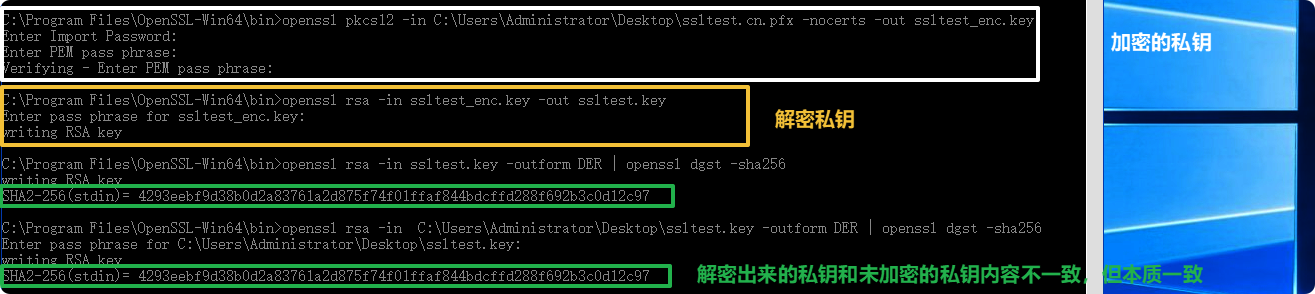 C:\Program Files\OpenSSL-Win64\bin>openssl pkcs12 -in C:\Users\Administrator\Desktop\ssltest.cn.pfx -nocerts -out ssltest_enc.key
Enter Import Password:
Enter PEM pass phrase:
Verifying - Enter PEM pass phrase:
加密的私钥
C:\Program Files\OpenSSL-Win64\bin>openssl rsa -in ssltest_enc.key -out ssltest.key
Enter pass phrase for ssltest_enc.key:
writing RSA key
解密私钥
C:\Program Files\OpenSSL-Win64\bin>openssl rsa -in ssltest.key -outform DER | openssl dgst -sha256
writing RSA key
SHA2-256(stdin)= 4293eebf9d38b0d2a83761a2d875f74f01ffaf844bdcffd288f692b3c0d12c97
C:\Program Files\OpenSSL-Win64\bin>openssl rsa -in  C:\Users\Administrator\Desktop\ssltest.key -outform DER | openssl dgst -sha256
Enter pass phrase for C:\Users\Administrator\Desktop\ssltest.key:
writing RSA key
SHA2-256(stdin)= 4293eebf9d38b0d2a83761a2d875f74f01ffaf844bdcffd288f692b3c0d12c97
解密出来的私钥和未加密的私钥内容不一致，但本质一致